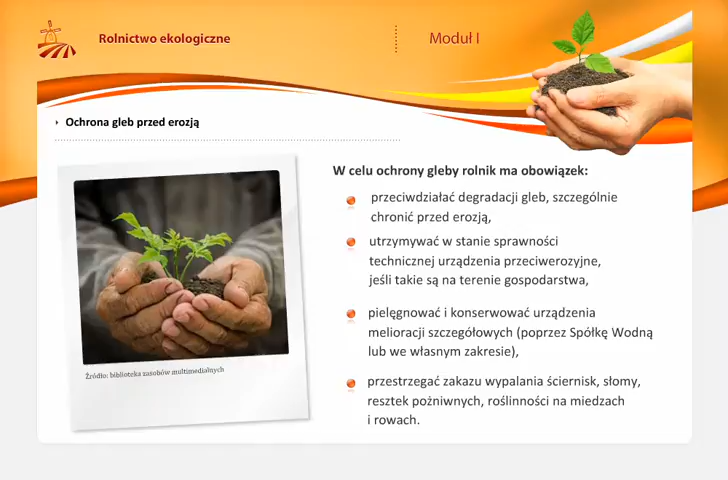 Rolnictwo ekologiczne
Moduł I
Ochrona gleb przed erozją
W celu ochrony gleby rolnik ma obowiązek:
przeciwdziałać degradacji gleb, szczególnie
chronić przed erozją,
utrzymywać w stanie sprawności
technicznej urządzenia przeciwerozyjne,
jeśli takie są na terenie gospodarstwa,
pielęgnować i konserwować urządzenia
melioracji szczegółowych (poprzez Spółkę Wodną
lub we własnym zakresie),
przestrzegać zakazu wypalania ściernisk, słomy,
resztek pożniwnych, roślinności na miedzach
i rowach.
Źródło: biblioteka zasobów multimedialnych